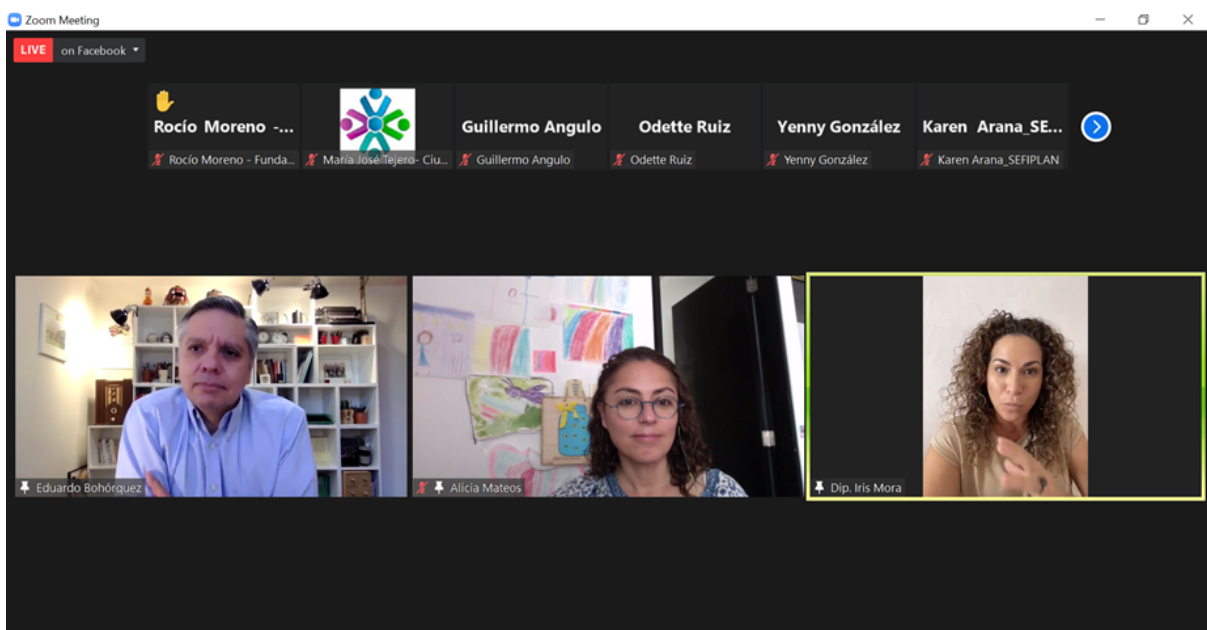 Zoom Meeting
LIVE on Facebook
Rocío Moreno -...
Guillermo Angulo
Odette Ruiz
Yenny González
Karen Arana_SE...
Rocío Moreno - Funda...
María José Tejero- Ciu...
Guillermo Angulo
Odette Ruiz
Yenny González
Karen Arana_SEFIPLAN
Eduardo Bohórquez
Alicia Mateos
Dip. Iris Mora